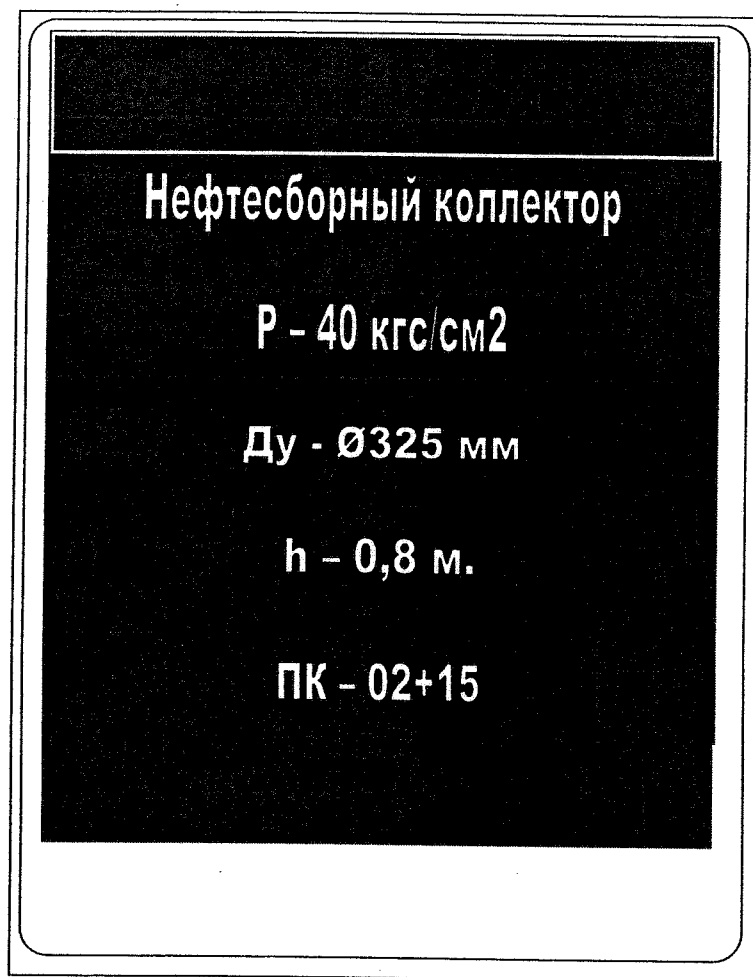 Нефтесборный коллектор
Р – 40 кгс/см2
Ду - Ø325 мм
h – 0,8 м.
ПК – 02+15